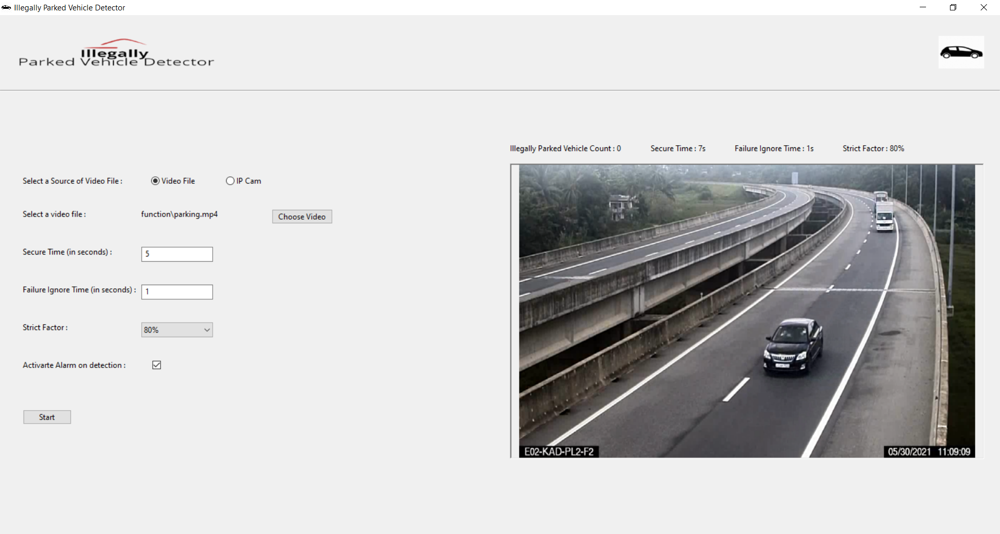 Illegally Parked Vehicle Detector
Illegally
Parked Vehicle Detector
Illegally Parked Vehicle Count : 0 Secure Time : 7s Failure Ignore Time : 1s Strict Factor : 80%
Select a Source of Video File : Video File IP Cam
Select a video file : function\parking.mp4 Choose Video
Secure Time (in seconds) : 5
Failure Ignore Time (in seconds) : 1
Strict Factor : 80%
Activarte Alarm on detection :
Start
E02-KAD-PL2-F2 05/30/2021 11:09:09